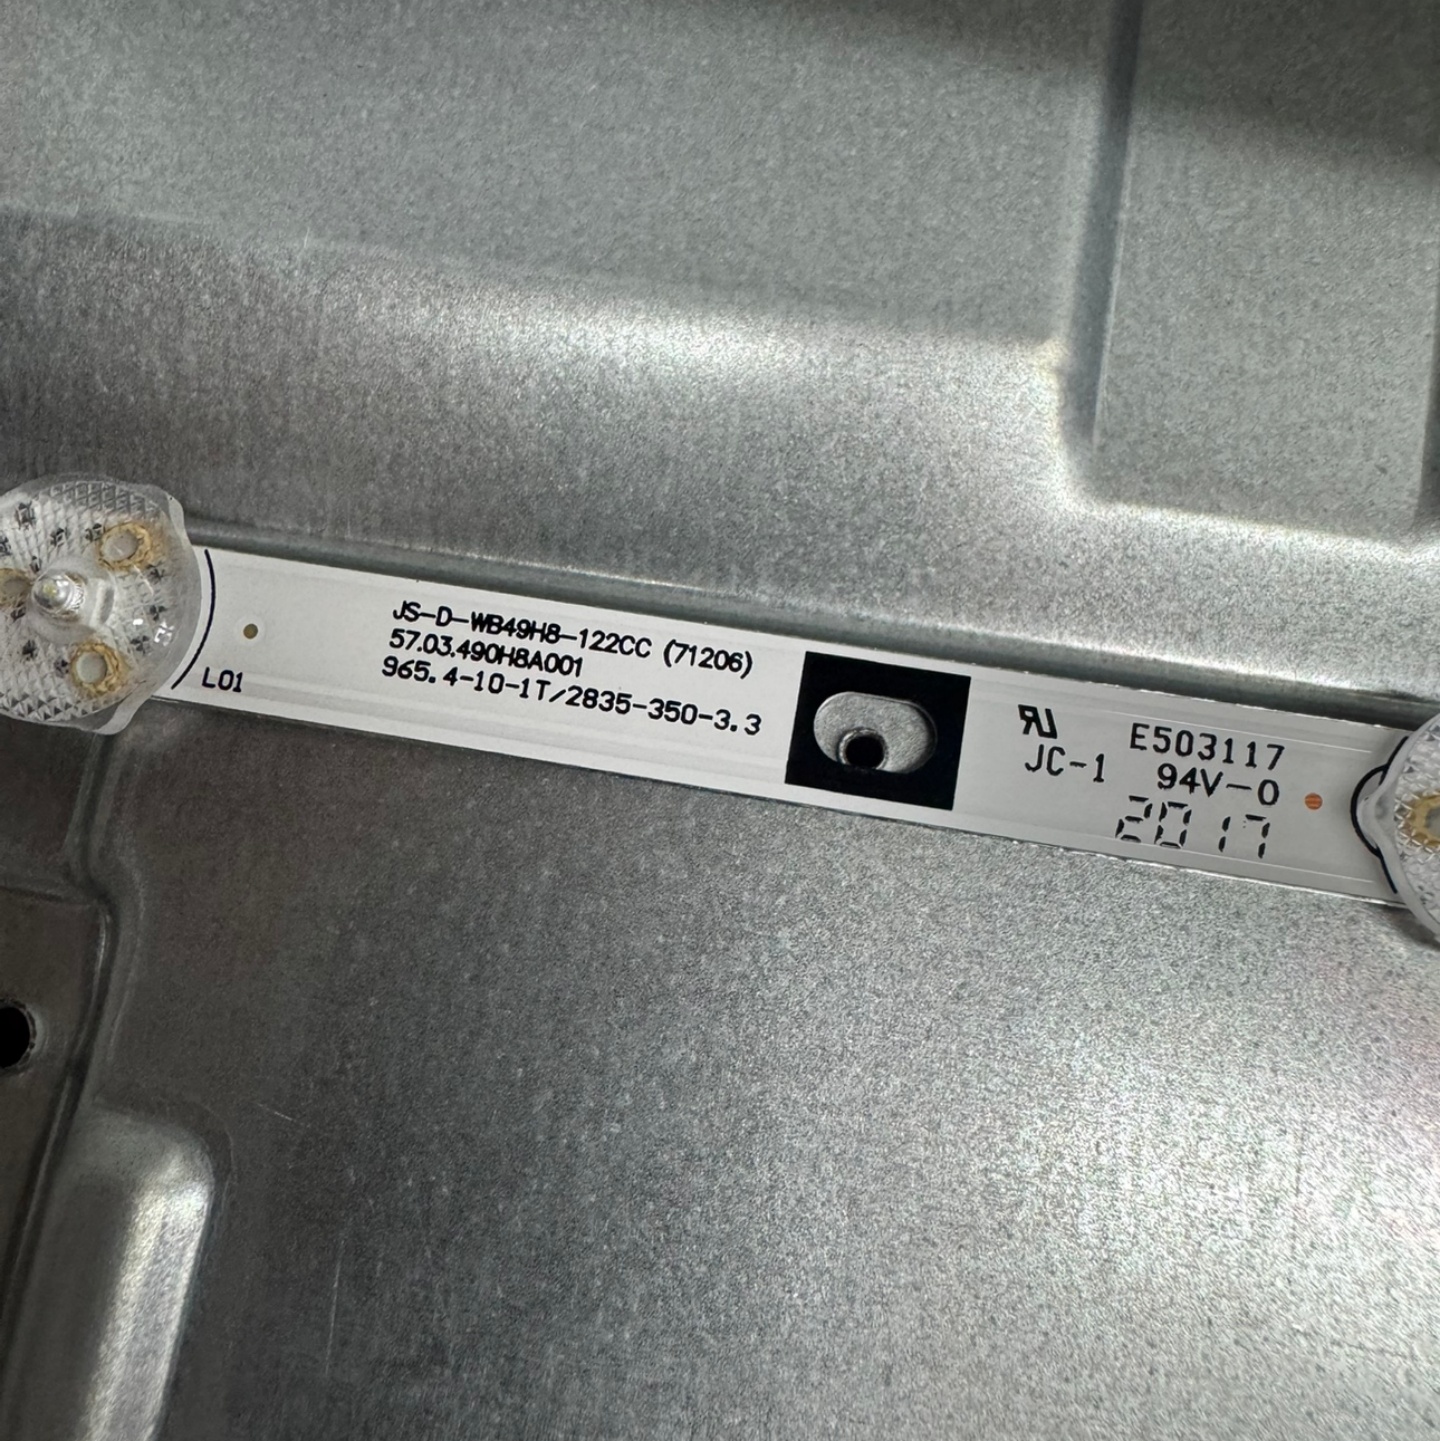 JS-D-WB49H8-122CC (71206)
57.03.490H8A001
965.4-10-1T/2835-350-3.3
L01
RU E503117
JC-1 94V-0
2017